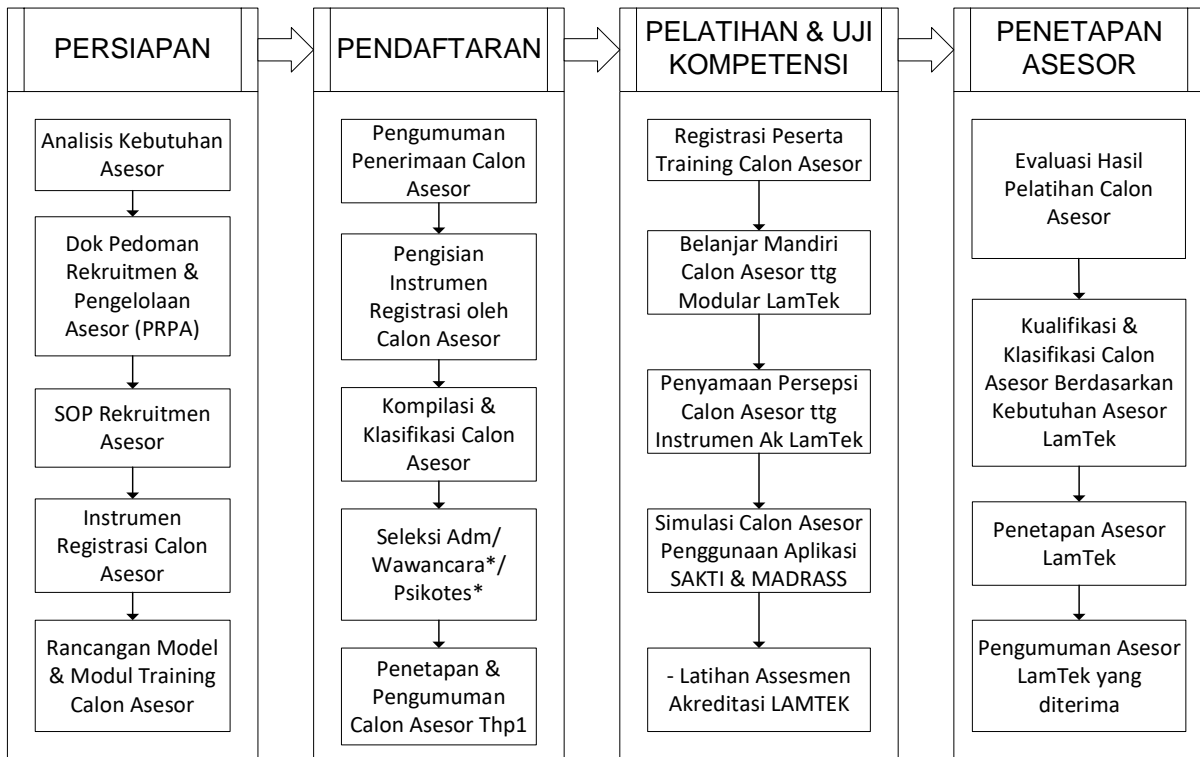 PERSIAPAN
Analisis Kebutuhan
Asesor
Dok Pedoman
Rekruitmen &
Pengelolaan
Asesor (PRPA)
SOP Rekruitmen
Asesor
Instrumen
Registrasi Calon
Asesor
Rancangan Model
& Modul Training
Calon Asesor
PENDAFTARAN
Pengumuman
Penerimaan Calon
Asesor
Pengisian
Instrumen
Registrasi oleh
Calon Asesor
Kompilasi &
Klasifikasi Calon
Asesor
Seleksi Adm/
Wawancara*/
Psikotes*
Penetapan &
Pengumuman
Calon Asesor Thp1
PELATIHAN & UJI
KOMPETENSI
Registrasi Peserta
Training Calon Asesor
Belanjar Mandiri
Calon Asesor ttg
Modular LamTek
Penyamaan Persepsi
Calon Asesor ttg
Instrumen Ak LamTek
Simulasi Calon Asesor
Penggunaan Aplikasi
SAKTI & MADRASS
- Latihan Assesmen
Akreditasi LAMTEK
PENETAPAN
ASESOR
Evaluasi Hasil
Pelatihan Calon
Asesor
Kualifikasi &
Klasifikasi Calon
Asesor Berdasarkan
Kebutuhan Asesor
LamTek
Penetapan Asesor
LamTek
Pengumuman Asesor
LamTek yang
diterima